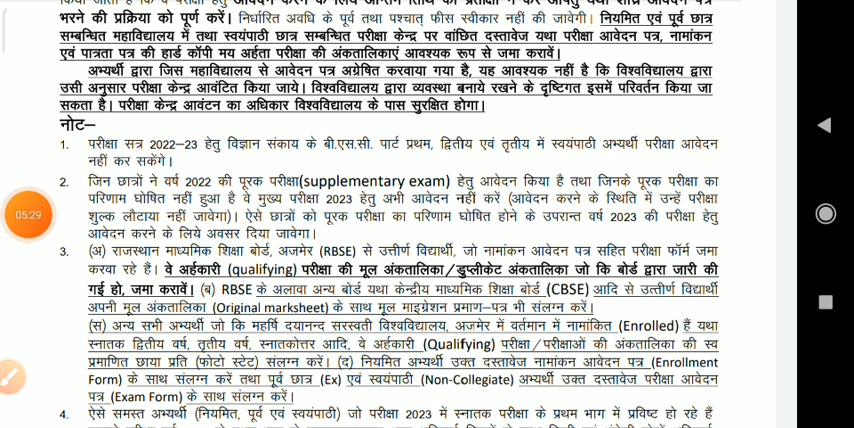 भरने की प्रक्रिया को पूर्ण करें। निर्धारित अवधि के पूर्व तथा पश्चात् फीस स्वीकार नहीं की जावेगी। नियमित एवं पूर्व छात्र
सम्बन्धित महाविद्यालय में तथा स्वयंपाठी छात्र सम्बन्धित परीक्षा केन्द्र पर वांछित दस्तावेज यथा परीक्षा आवेदन पत्र, नामांकन
एवं पात्रता पत्र की हार्ड कॉपी मय अर्हता परीक्षा की अंकतालिकाएं आवश्यक रूप से जमा करावें।
अभ्यर्थी द्वारा जिस महाविद्यालय से आवेदन पत्र अग्रेषित करवाया गया है, यह आवश्यक नहीं है कि विश्वविद्यालय द्वारा
उसी अनुसार परीक्षा केन्द्र आवंटित किया जाये। विश्वविद्यालय द्वारा व्यवस्था बनाये रखने के दृष्टिगत इसमें परिवर्तन किया जा
सकता है। परीक्षा केन्द्र आवंटन का अधिकार विश्वविद्यालय के पास सुरक्षित होगा।
नोट–
1. परीक्षा सत्र 2022–23 हेतु विज्ञान संकाय के बी.एस.सी. पार्ट प्रथम, द्वितीय एवं तृतीय में स्वयंपाठी अभ्यर्थी परीक्षा आवेदन
नहीं कर सकेंगे।
2. जिन छात्रों ने वर्ष 2022 की पूरक परीक्षा(supplementary exam) हेतु आवेदन किया है तथा जिनके पूरक परीक्षा का
परिणाम घोषित नहीं हुआ है वे मुख्य परीक्षा 2023 हेतु अभी आवेदन नहीं करें (आवेदन करने के स्थिति में उन्हें परीक्षा
05:29
शुल्क लौटाया नहीं जावेगा)। ऐसे छात्रों को पूरक परीक्षा का परिणाम घोषित होने के उपरान्त वर्ष 2023 की परीक्षा हेतु
आवेदन करने के लिये अवसर दिया जावेगा।
3. (अ) राजस्थान माध्यमिक शिक्षा बोर्ड, अजमेर (RBSE) से उत्तीर्ण विद्यार्थी, जो नामांकन आवेदन पत्र सहित परीक्षा फॉर्म जमा
करवा रहे हैं। वे अर्हकारी (qualifying) परीक्षा की मूल अंकतालिका/डुप्लीकेट अंकतालिका जो कि बोर्ड द्वारा जारी की
गई हो, जमा करावें। (ब) RBSE के अलावा अन्य बोर्ड यथा केन्द्रीय माध्यमिक शिक्षा बोर्ड (CBSE) आदि से उत्तीर्ण विद्यार्थी
अपनी मूल अंकतालिका (Original marksheet) के साथ मूल माइग्रेशन प्रमाण–पत्र भी संलग्न करें।
(स) अन्य सभी अभ्यर्थी जो कि महर्षि दयानन्द सरस्वती विश्वविद्यालय, अजमेर में वर्तमान में नामांकित (Enrolled) हैं यथा
स्नातक द्वितीय वर्ष, तृतीय वर्ष, स्नातकोत्तर आदि, वे अर्हकारी (Qualifying) परीक्षा/परीक्षाओं की अंकतालिका की स्व
प्रमाणित छाया प्रति (फोटो स्टेट) संलग्न करें। (द) नियमित अभ्यर्थी उक्त दस्तावेज नामांकन आवेदन पत्र (Enrollment
Form) के साथ संलग्न करें तथा पूर्व छात्र (Ex) एवं स्वयंपाठी (Non-Collegiate) अभ्यर्थी उक्त दस्तावेज परीक्षा आवेदन
पत्र (Exam Form) के साथ संलग्न करें।
4. ऐसे समस्त अभ्यर्थी (नियमित, पूर्व एवं स्वयंपाठी) जो परीक्षा 2023 में स्नातक परीक्षा के प्रथम भाग में प्रविष्ट हो रहे हैं